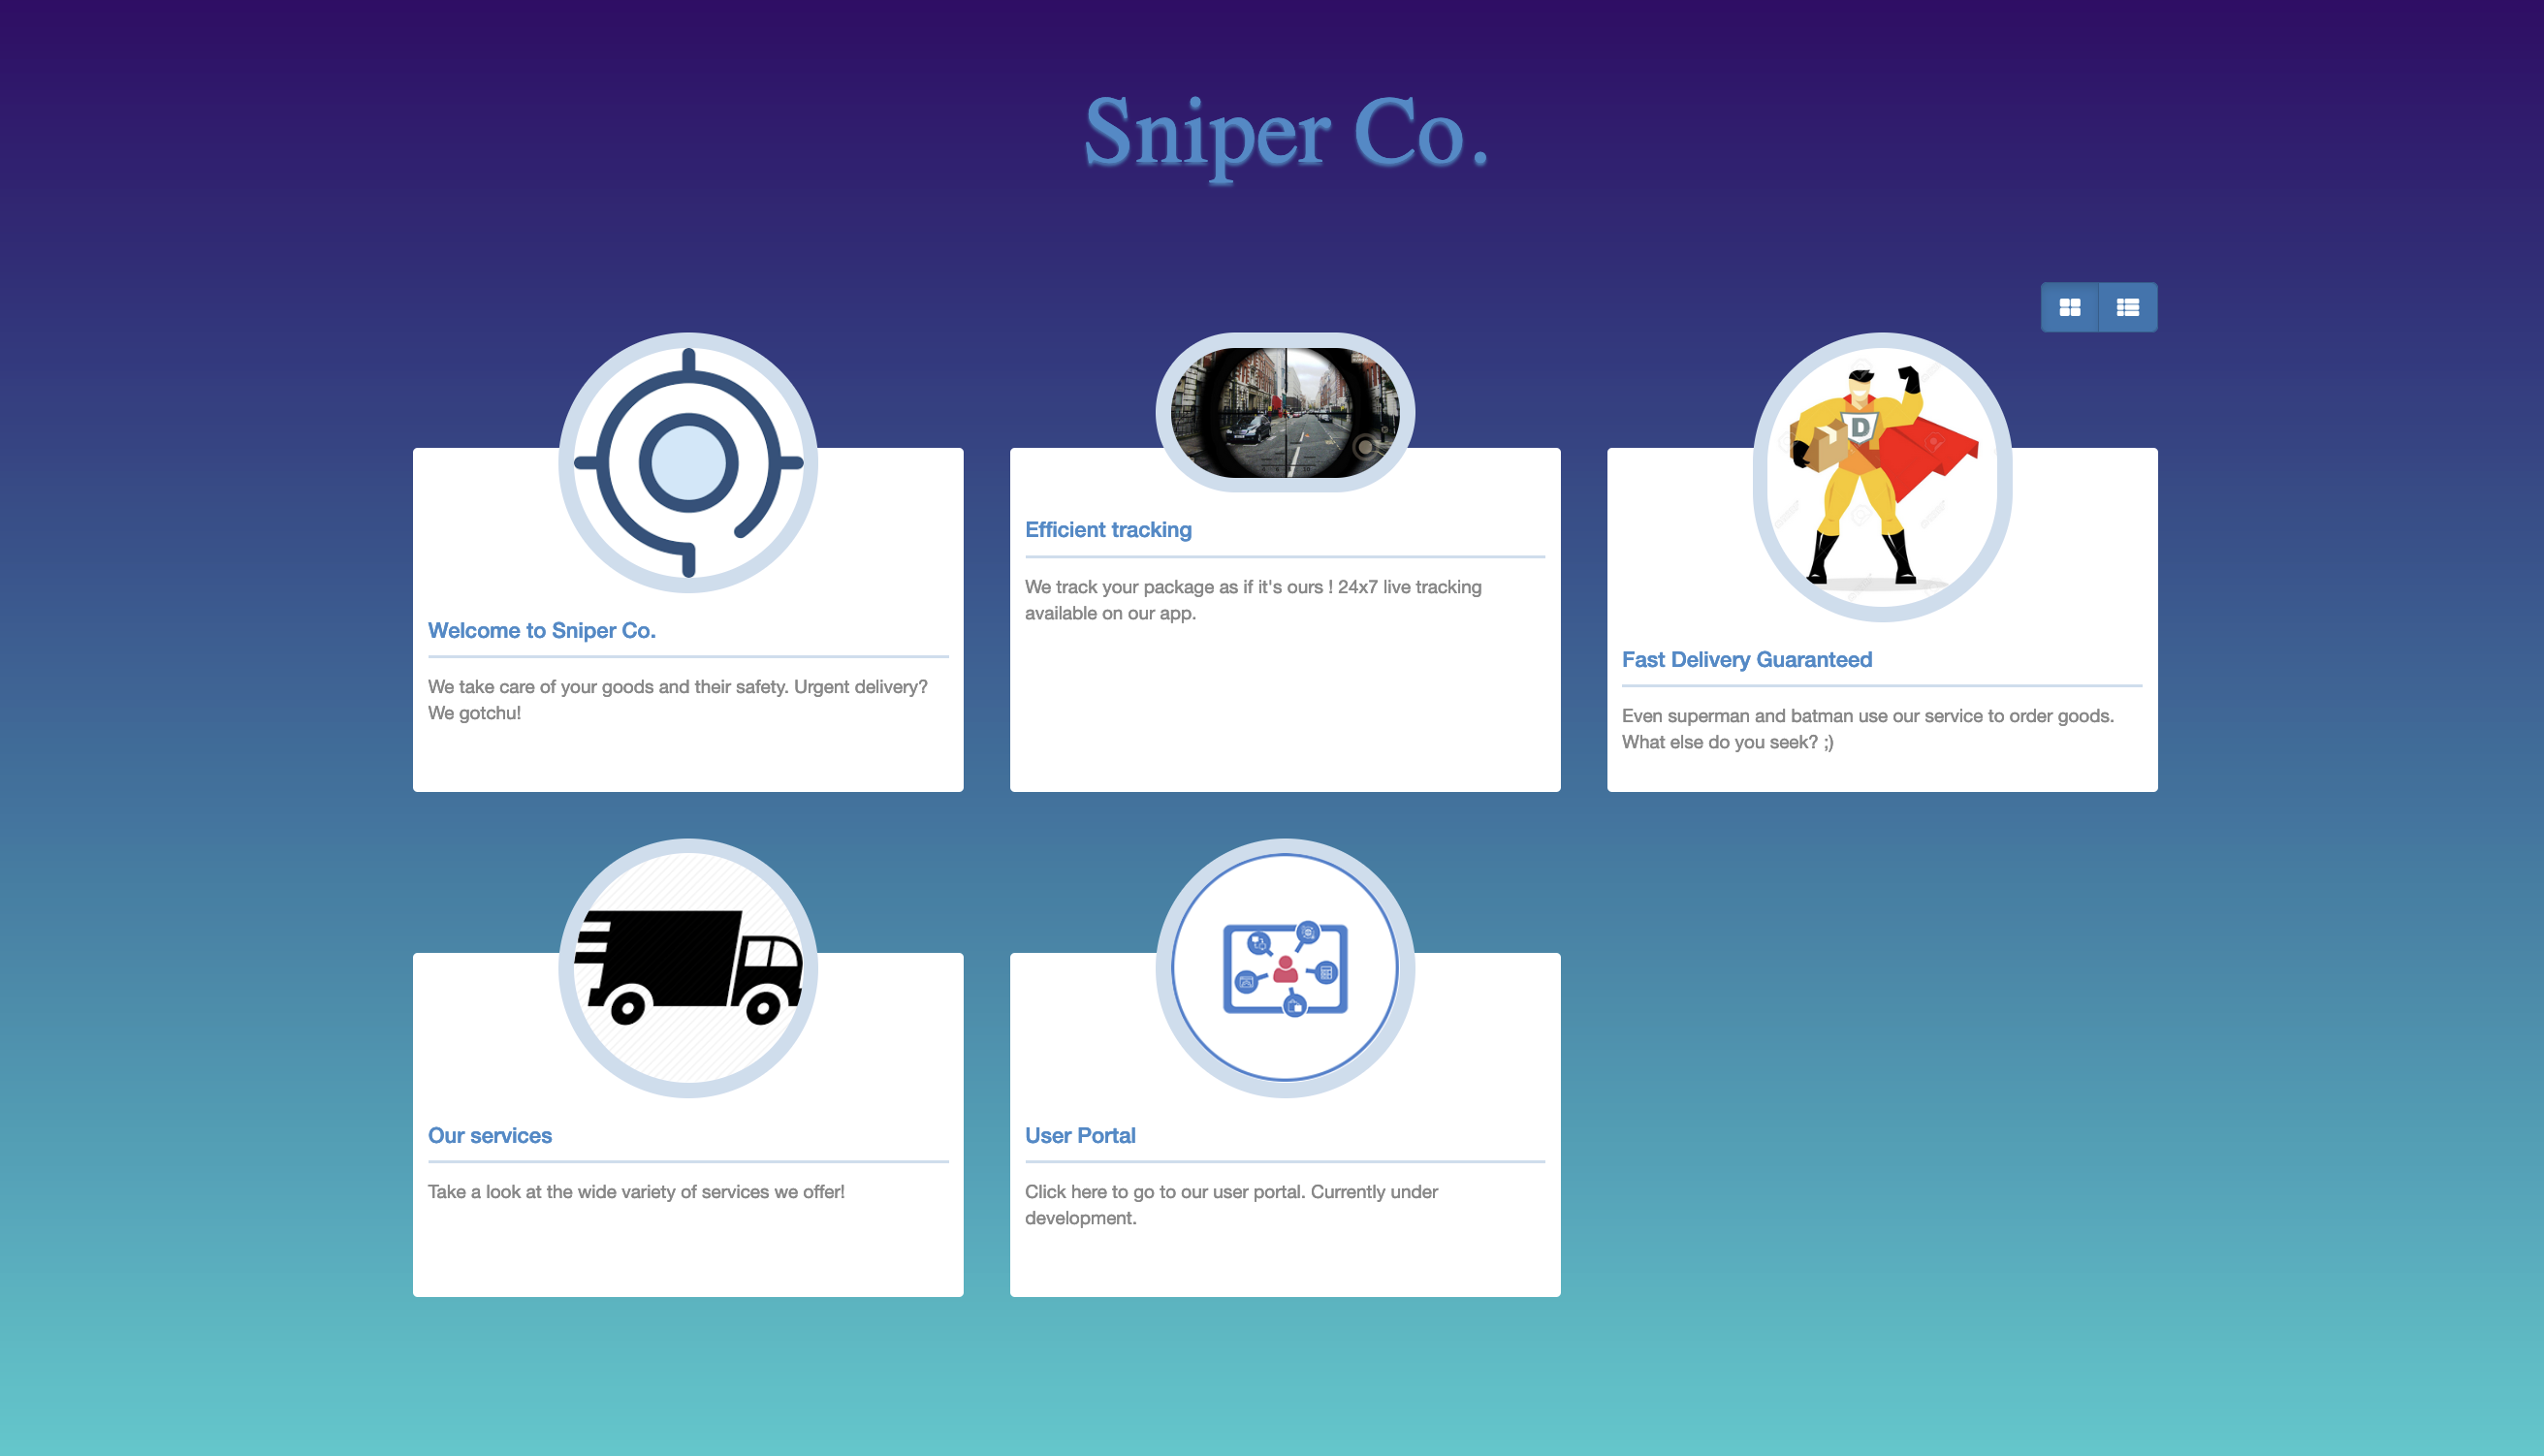 Sniper Co.
Welcome to Sniper Co.
We take care of your goods and their safety. Urgent delivery?
We gotchu!
Efficient tracking
We track your package as if it's ours ! 24x7 live tracking
available on our app.
D
Fast Delivery Guaranteed
Even superman and batman use our service to order goods.
What else do you seek? ;)
Our services
Take a look at the wide variety of services we offer!
User Portal
Click here to go to our user portal. Currently under
development.